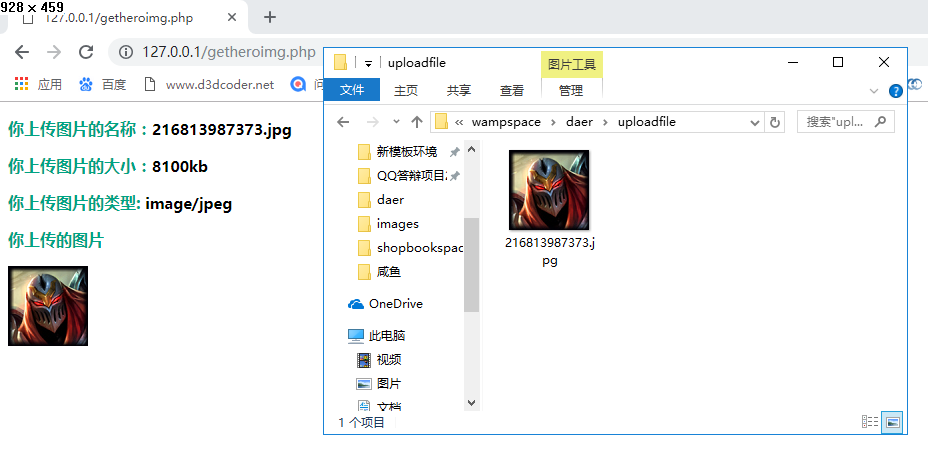 928 x 459
127.0.0.1/getheroimg.php
127.0.0.1/getheroimg.php
应用
百度
www.d3dcoder.net
问
你上传图片的名称：216813987373.jpg
你上传图片的大小：8100kb
你上传图片的类型: image/jpeg
你上传的图片
uploadfile
图片工具
文件
主页
共享
查看
管理
« wampspace > daer > uploadfile
搜索"upl...
新模板环境
QQ答辩项目
daer
images
shopbookspac
咸鱼
OneDrive
此电脑
视频
图片
文档
216813987373.j
pg
1 个项目